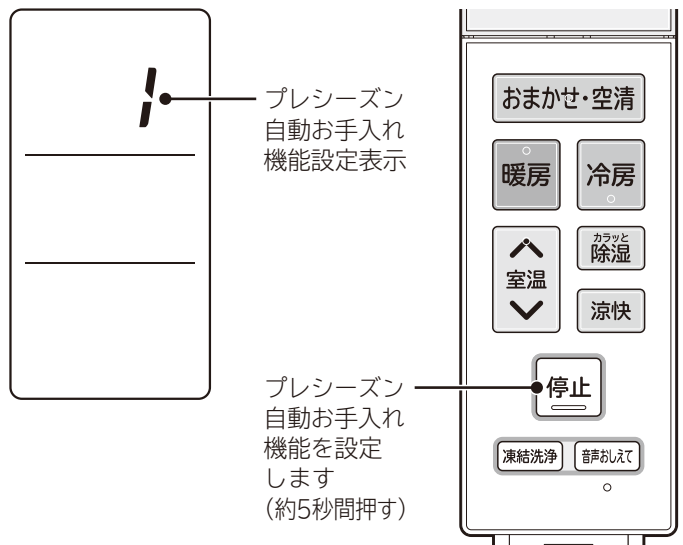 1
プレシーズン
自動お手入れ
機能設定表示
おまかせ・空清
暖房
冷房
室温
カラッと
除湿
涼快
プレシーズン
自動お手入れ
機能を設定
します
(約5秒間押す)
停止
凍結洗浄
音声おしえて